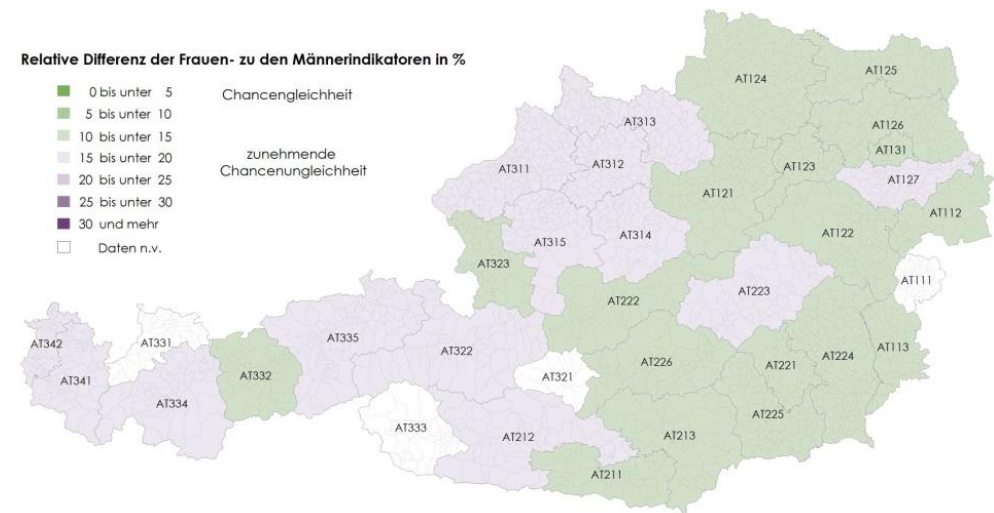 Relative Differenz der Frauen- zu den Männerindikatoren in %
0 bis unter 5 Chancengleichheit
5 bis unter 10
10 bis unter 15
15 bis unter 20 zunehmende
20 bis unter 25 Chancenungleichheit
25 bis unter 30
30 und mehr
Daten n.v.
AT124
AT125
AT126
AT131
AT123
AT127
AT121
AT112
AT122
AT313
AT312
AT311
AT314
AT315
AT323
AT111
AT223
AT222
AT342
AT331
AT335
AT322
AT341
AT332
AT334
AT321
AT226
AT221
AT224
AT113
AT333
AT212
AT213
AT225
AT211